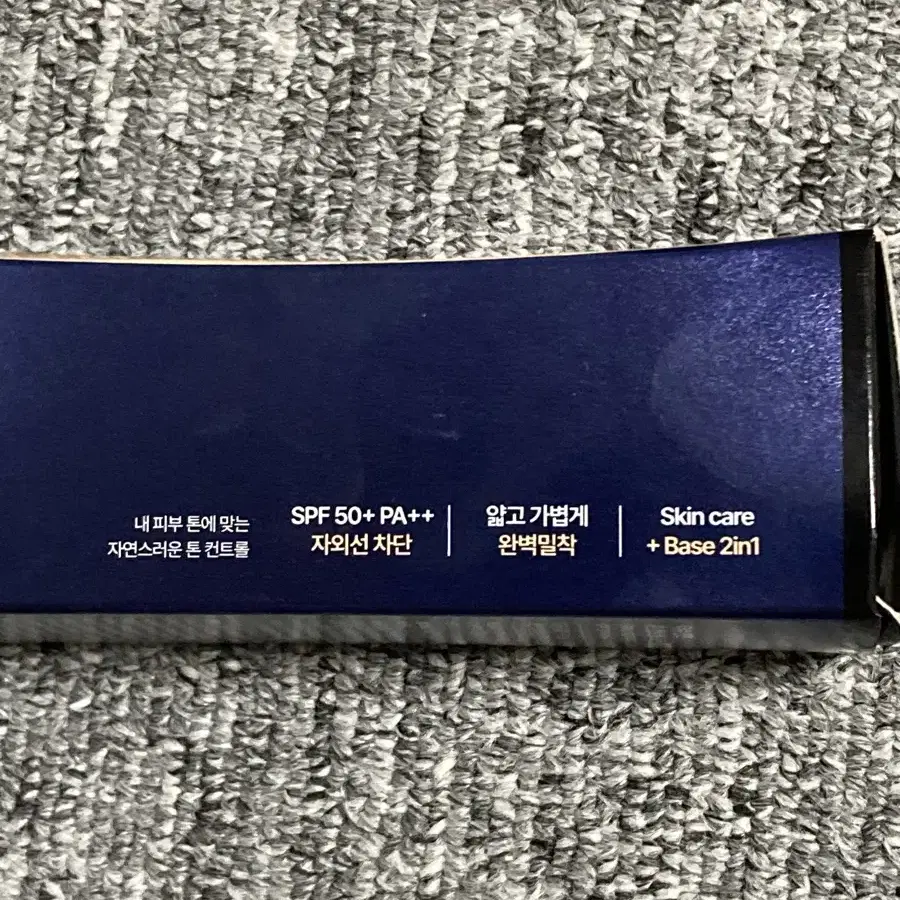 내 피부 톤에 맞는
자연스러운 톤 컨트롤
SPF 50+ PA++
자외선 차단
얇고 가볍게
완벽밀착
Skin care
+ Base 2in1